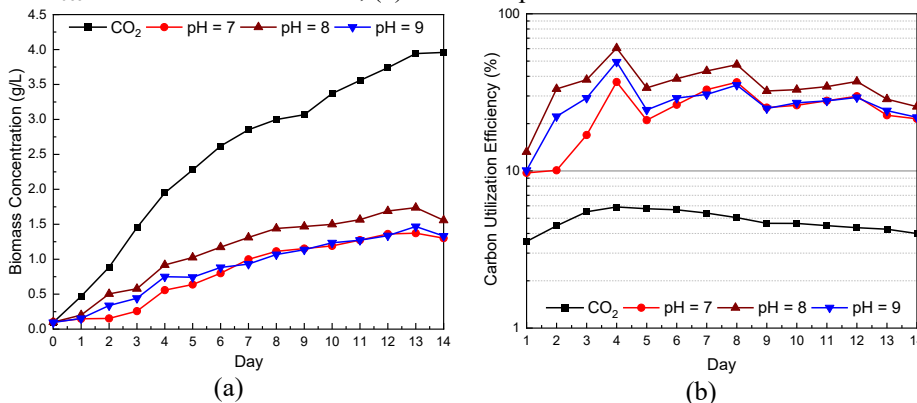 CO2 pH = 7 pH = 8 pH = 9
Biomass Concentration (g/L)
4.5
4.0
3.5
3.0
2.5
2.0
1.5
1.0
0.5
0.0
0 1 2 3 4 5 6 7 8 9 10 11 12 13 14
Day
(a)
Carbon Utilization Efficiency (%)
100
10
1
CO2 pH = 7 pH = 8 pH = 9
1 2 3 4 5 6 7 8 9 10 11 12 13 14
Day
(b)